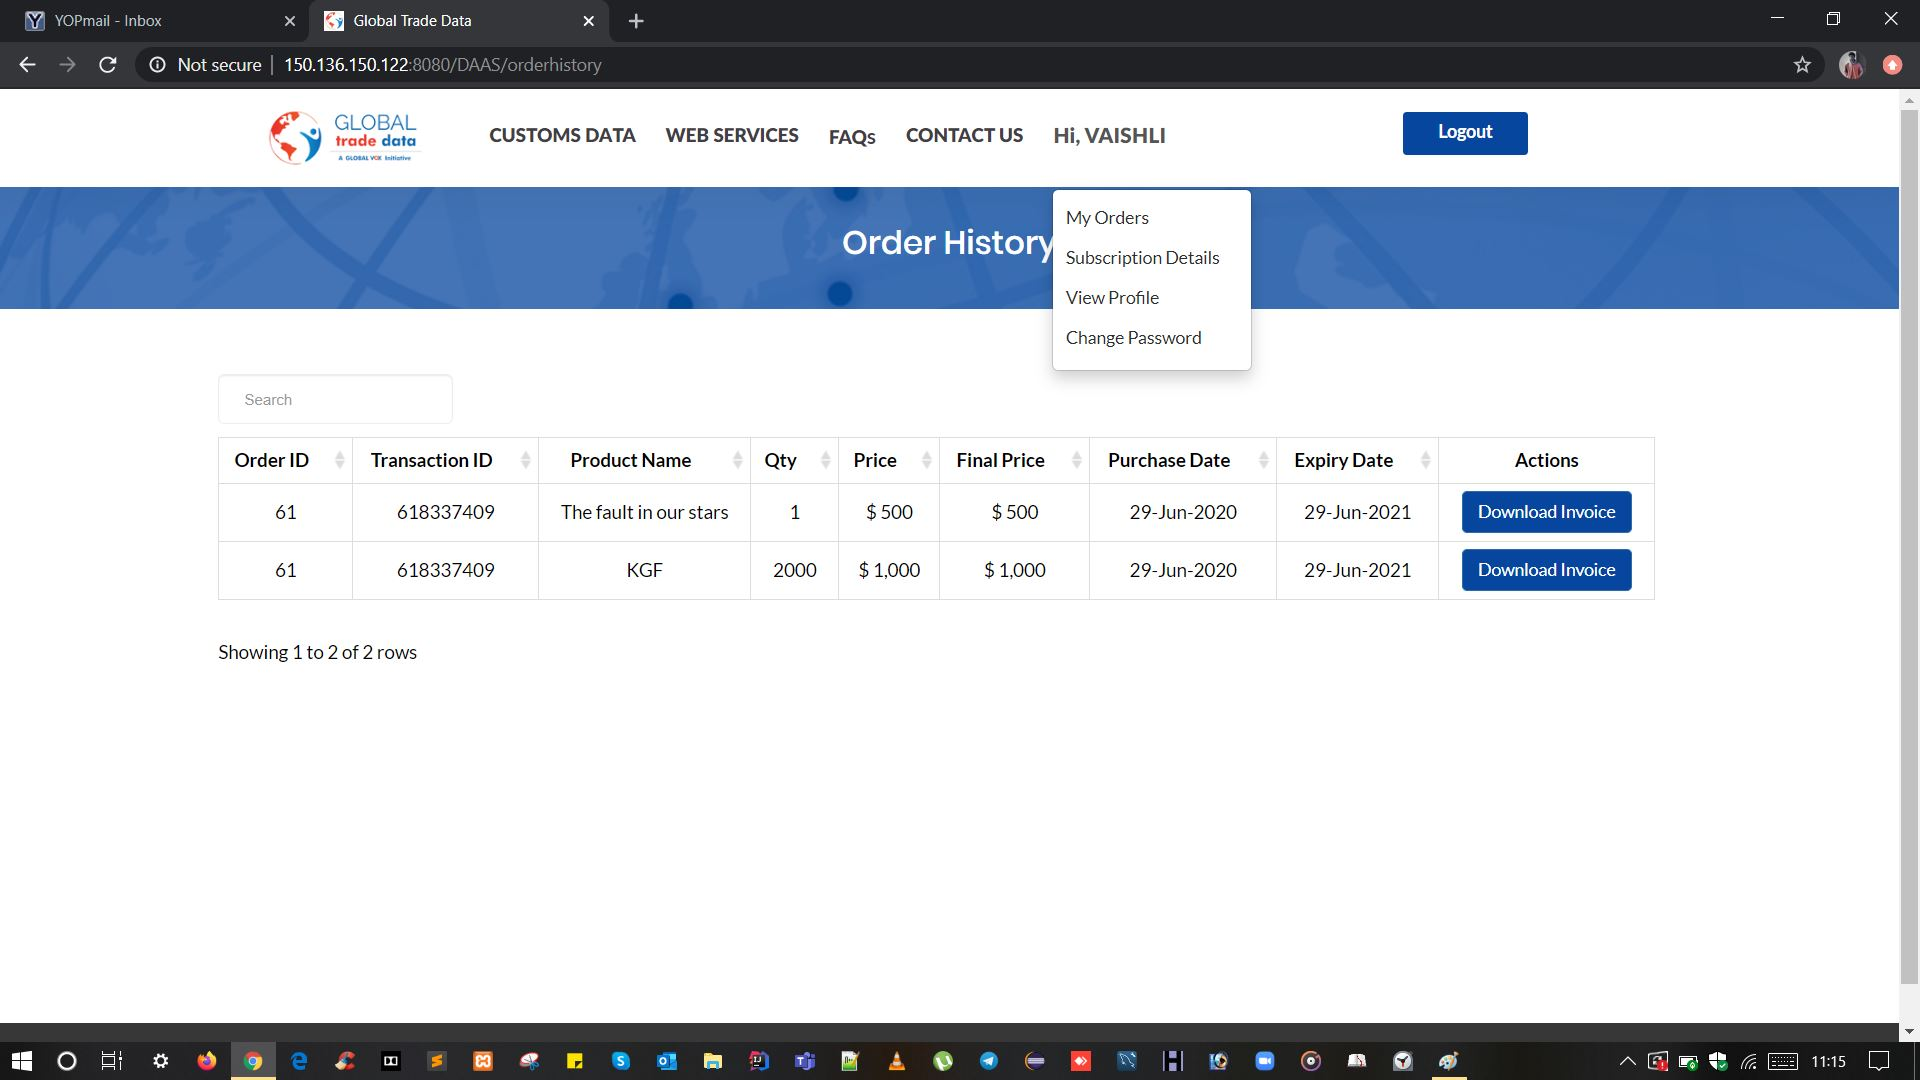 YOPmail - Inbox
Global Trade Data
Not secure | 150.136.150.122:8080/DAAS/orderhistory
GLOBAL
trade data
A GLOBAL VOX Initiative
CUSTOMS DATA WEB SERVICES FAQs CONTACT US Hi, VAISHLI Logout
My Orders
Order History
Subscription Details
View Profile
Change Password
Search
Order ID Transaction ID Product Name Qty Price Final Price Purchase Date Expiry Date Actions
61 618337409 The fault in our stars 1 $ 500 $ 500 29-Jun-2020 29-Jun-2021 Download Invoice
61 618337409 KGF 2000 $ 1,000 $ 1,000 29-Jun-2020 29-Jun-2021 Download Invoice
Showing 1 to 2 of 2 rows
11:15